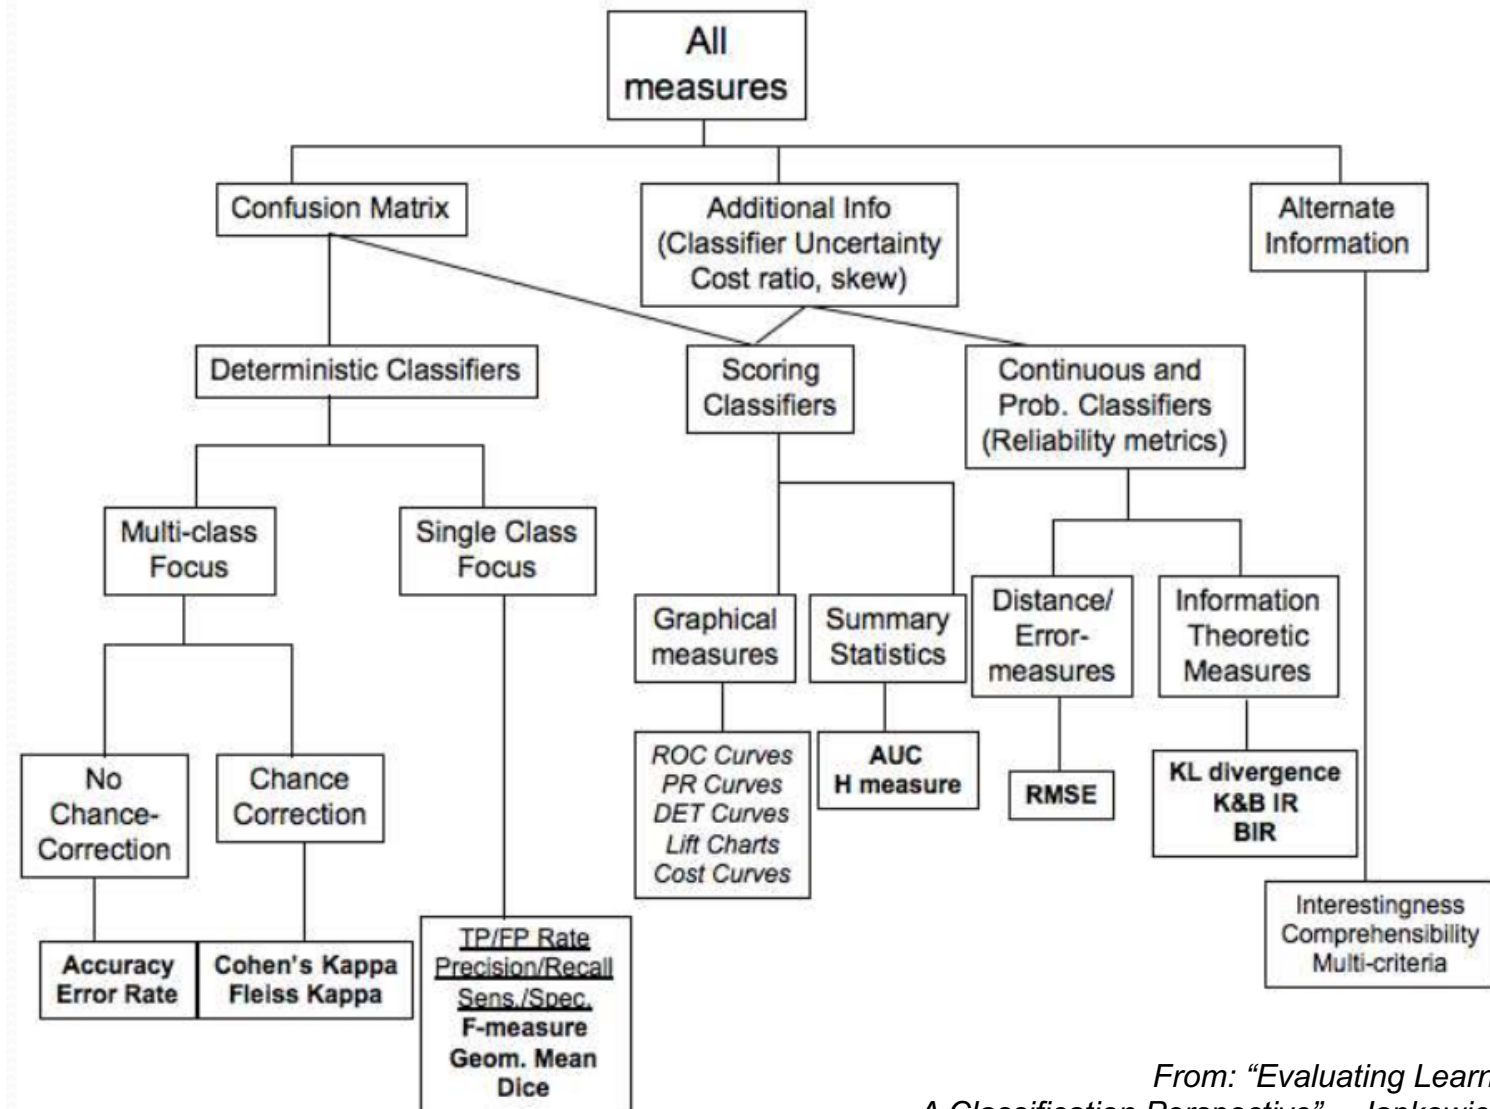 All
measures
Confusion Matrix
Additional Info
(Classifier Uncertainty
Cost ratio, skew)
Alternate
Information
Deterministic Classifiers
Scoring
Classifiers
Continuous and
Prob. Classifiers
(Reliability metrics)
Multi-class
Focus
Single Class
Focus
Graphical
measures
Summary
Statistics
Distance/
Error-
measures
Information
Theoretic
Measures
No
Chance-
Correction
Chance
Correction
ROC Curves
PR Curves
DET Curves
Lift Charts
Cost Curves
AUC
H measure
RMSE
KL divergence
K&B IR
BIR
Interestingness
Comprehensibility
Multi-criteria
Accuracy
Error Rate
Cohen's Kappa
Fleiss Kappa
TP/FP Rate
Precision/Recall
Sens./Spec.
F-measure
Geom. Mean
Dice
From: “Evaluating Learn
A Classification Perspective”